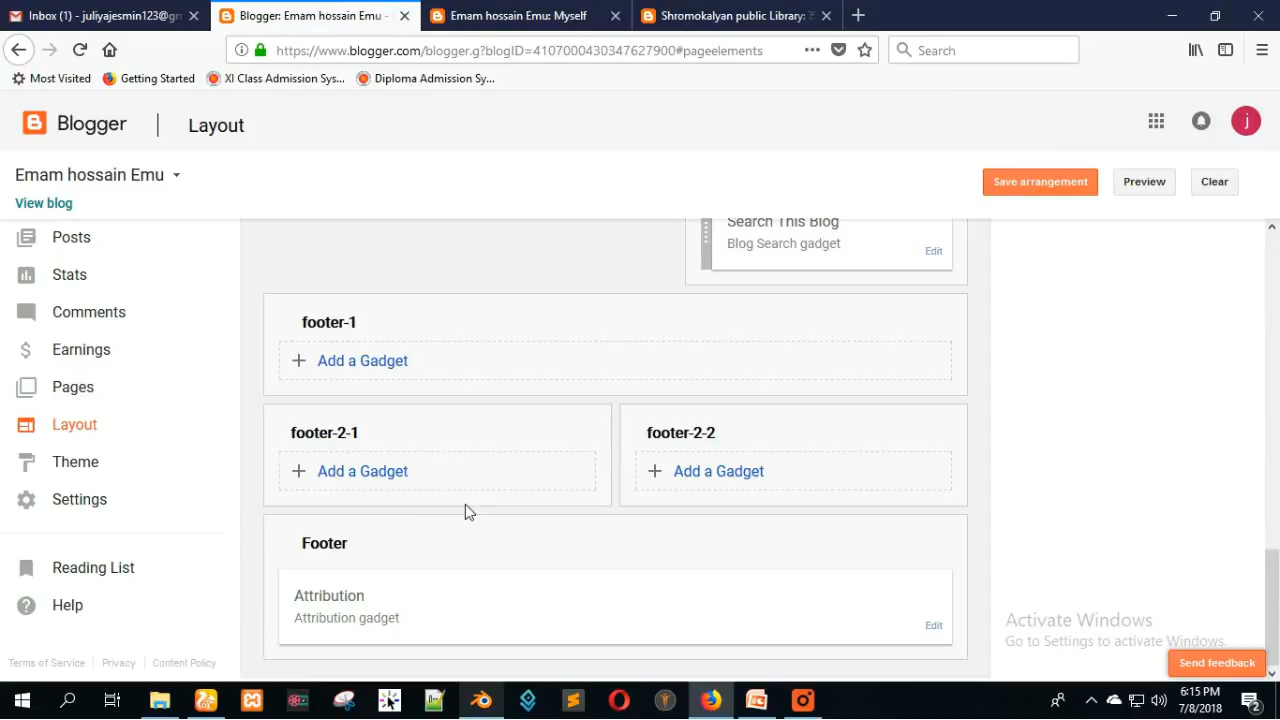 Inbox (1) - juliyajesmin123@gr
Blogger: Emam hossain Emu -
Emam hossain Emu: Myself
Shromokalyan public Library: 
https://www.blogger.com/blogger.g?blogID=4107000430347627900#pageelements
Search
Most Visited
Getting Started
XI Class Admission Sys...
Diploma Admission Sy...
Blogger
Layout
j
Emam hossain Emu
Save arrangement
Preview
Clear
View blog
Posts
Stats
Comments
Earnings
Pages
Layout
Theme
Settings
Reading List
Help
Terms of Service
Privacy
Content Policy
Search This Blog
Blog Search gadget
Edit
footer-1
Add a Gadget
footer-2-1
Add a Gadget
footer-2-2
Add a Gadget
Footer
Attribution
Attribution gadget
Edit
Activate Windows
Go to Settings to activate Windows.
Send feedback
6:15 PM
7/8/2018
2